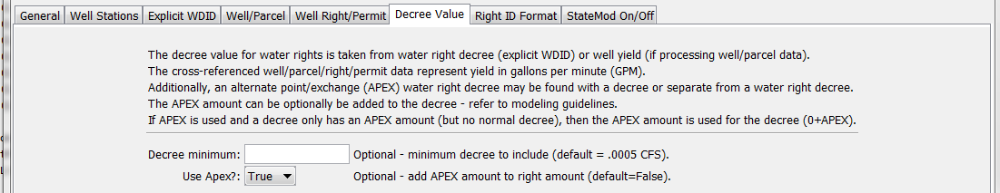 General Well Stations Explicit WDID Well/Parcel Well Right/Permit Decree Value Right ID Format StateMod On/Off
The decree value for water rights is taken from water right decree (explicit WDID) or well yield (if processing well/parcel data).
The cross-referenced well/parcel/right/permit data represent yield in gallons per minute (GPM).
Additionally, an alternate point/exchange (APEX) water right decree may be found with a decree or separate from a water right decree.
The APEX amount can be optionally be added to the decree - refer to modeling guidelines.
If APEX is used and a decree only has an APEX amount (but no normal decree), then the APEX amount is used for the decree (0+APEX).
Decree minimum: Optional - minimum decree to include (default = .0005 CFS).
Use Apex?: True Optional - add APEX amount to right amount (default=False).